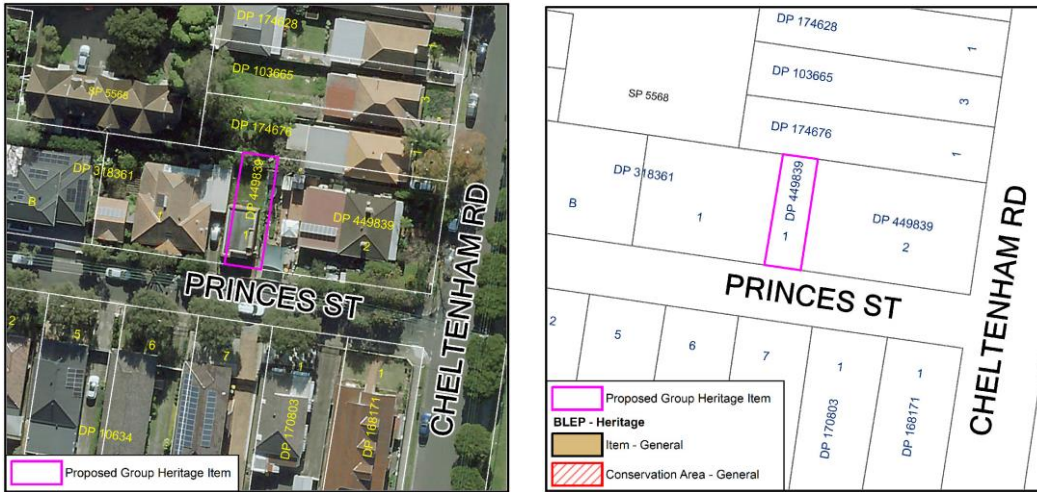 DP 174628
1
DP 103665
3
SP 5568
DP 174676
1
DP 318361
B
1
DP 449839
1
DP 449839
2
PRINCES ST
CHELTENHAM RD
2
5
6
7
1
1
DP 10634
DP 170803
DP 168171
Proposed Group Heritage Item
DP 174628
1
DP 103665
3
SP 5568
DP 174676
1
DP 318361
B
1
DP 449839
1
DP 449839
2
PRINCES ST
CHELTENHAM RD
2
5
6
7
1
1
DP 170803
DP 168171
Proposed Group Heritage Item
BLEP - Heritage
Item - General
Conservation Area - General